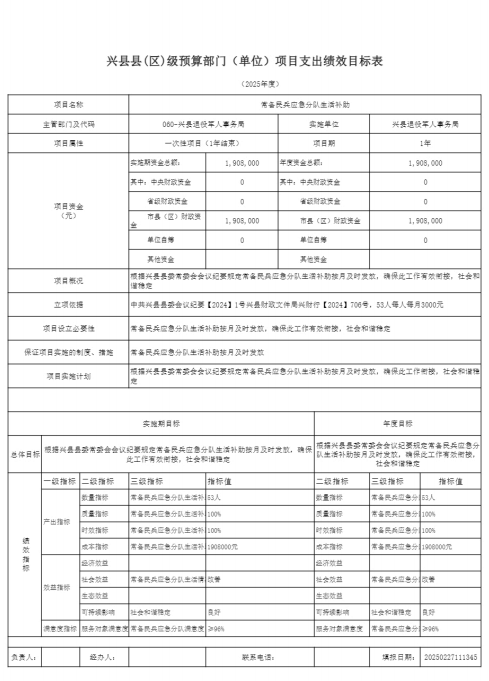 兴县县(区)级预算部门（单位）项目支出绩效目标表
（2025年度）
项目名称 常备民兵应急分队生活补助
主管部门及代码 060-兴县退役军人事务局 实施单位 兴县退役军人事务局
项目属性 一次性项目（1年结束） 项目期 1年
项目资金
（元）
实施期资金总额： 1,908,000 年度资金总额： 1,908,000
其中：中央财政资金 0 其中：中央财政资金 0
省级财政资金 0 省级财政资金 0
市县（区）财政资金 1,908,000 市县（区）财政资金 1,908,000
单位自筹 0 单位自筹 0
其他资金 其他资金
项目概况 根据兴县县委常委会会议纪要规定常备民兵应急分队生活补助按月及时发放，确保此工作有效衔接，社会和谐稳定
立项依据 中共兴县县委会议纪要【2024】1号兴县财政文件局兴财行【2024】706号，53人每人每月3000元
项目设立必要性 常备民兵应急分队生活补助按月及时发放，确保此工作有效衔接，社会和谐稳定
保证项目实施的制度、措施 常备民兵应急分队生活补助按月及时发放
项目实施计划 根据兴县县委常委会会议纪要规定常备民兵应急分队生活补助按月及时发放，确保此工作有效衔接，社会和谐稳定
实施期目标 年度目标
总体目标 根据兴县县委常委会会议纪要规定常备民兵应急分队生活补助按月及时发放，确保此工作有效衔接，社会和谐稳定 根据兴县县委常委会会议纪要规定常备民兵应急分队生活补助按月及时发放，确保此工作有效衔接，社会和谐稳定
绩效指标
一级指标 二级指标 三级指标 指标值 二级指标 三级指标 指标值
产出指标
数量指标 常备民兵应急分队生活补 53人 数量指标 常备民兵应急分 53人
质量指标 常备民兵应急分队生活补 100% 质量指标 常备民兵应急分 100%
时效指标 常备民兵应急分队生活补 100% 时效指标 常备民兵应急分 100%
成本指标 常备民兵应急分队生活补 1908000元 成本指标 常备民兵应急分 1908000元
效益指标
经济效益 经济效益
社会效益 常备民兵应急分队生活情 改善 社会效益 常备民兵应急分 改善
生态效益 生态效益
可持续影响 社会和谐稳定 良好 可持续影响 社会和谐稳定 良好
满意度指标 服务对象满意度 常备民兵应急分队满意度 ≥96% 服务对象满意度 常备民兵应急分 ≥96%
负责人： 经办人： 联系电话： 填报日期： 20250227111345